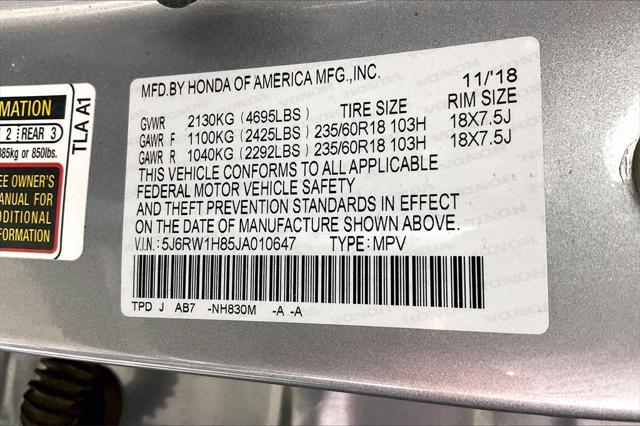 MFD.BY HONDA OF AMERICA MFG.,INC. 11/'18
GVWR 2130KG (4695LBS) TIRE SIZE RIM SIZE
GAWR F 1100KG (2425LBS) 235/60R18 103H 18X7.5J
GAWR R 1040KG (2292LBS) 235/60R18 103H 18X7.5J
THIS VEHICLE CONFORMS TO ALL APPLICABLE
FEDERAL MOTOR VEHICLE SAFETY
AND THEFT PREVENTION STANDARDS IN EFFECT
ON THE DATE OF MANUFACTURE SHOWN ABOVE.
V.I.N.: 5J6RW1H85JA010647 TYPE: MPV
TPD J AB7 -NH830M -A -A
MATION
2 REAR 3
85kg or 850lbs.
EE OWNER'S
ANUAL FOR
DDITIONAL
FORMATION
TLA A1